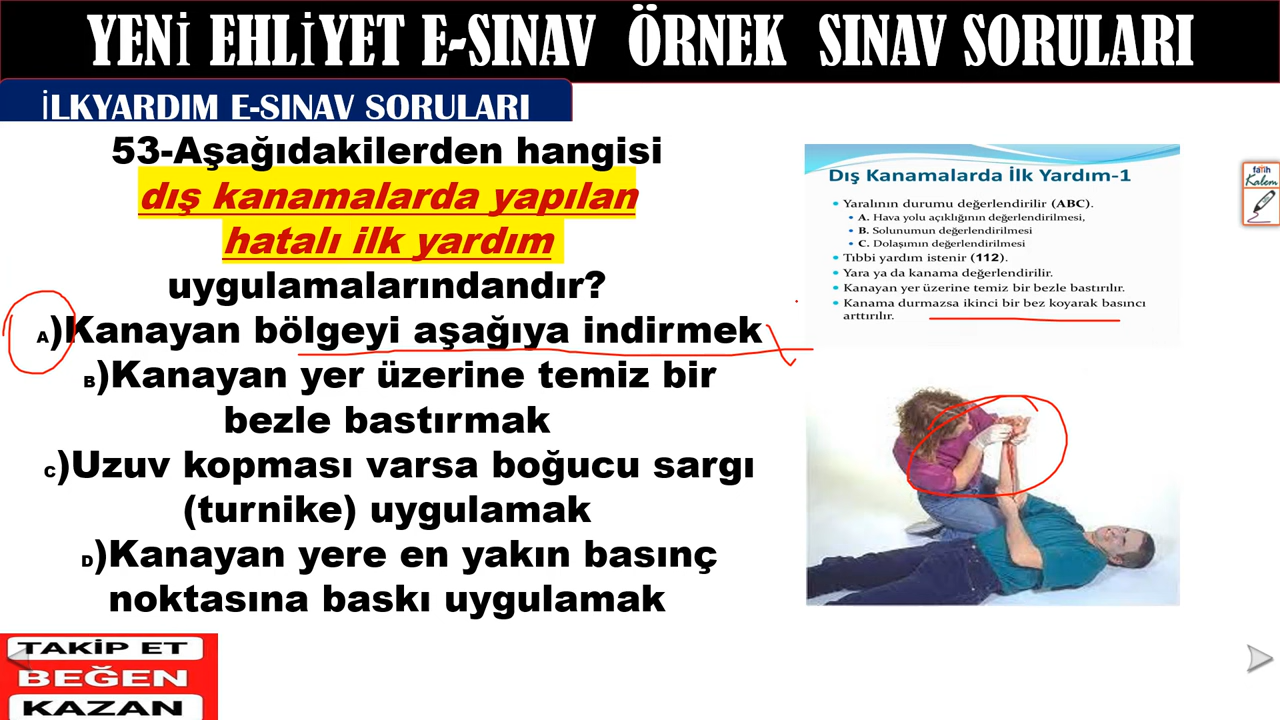 YENİ EHLİYET E-SINAV ÖRNEK SINAV SORULARI
İLKYARDIM E-SINAV SORULARI
53-Aşağıdakilerden hangisi
dış kanamalarda yapılan
hatalı ilk yardım
uygulamalarındandır?
A)Kanayan bölgeyi aşağıya indirmek
B)Kanayan yer üzerine temiz bir
bezle bastırmak
C)Uzuv kopması varsa boğucu sargı
(turnike) uygulamak
D)Kanayan yere en yakın basınç
noktasına baskı uygulamak
Dış Kanamalarda İlk Yardım-1
Yaralının durumu değerlendirilir (ABC).
A. Hava yolu açıklığının değerlendirilmesi,
B. Solunumun değerlendirilmesi
C. Dolaşımın değerlendirilmesi
Tıbbi yardım istenir (112).
Yara ya da kanama değerlendirilir.
Kanayan yer üzerine temiz bir bezle bastırılır.
Kanama durmazsa ikinci bir bez koyarak basıncı
arttırılır.
fatih
Kalem
TAKİP ET
BEĞEN
KAZAN